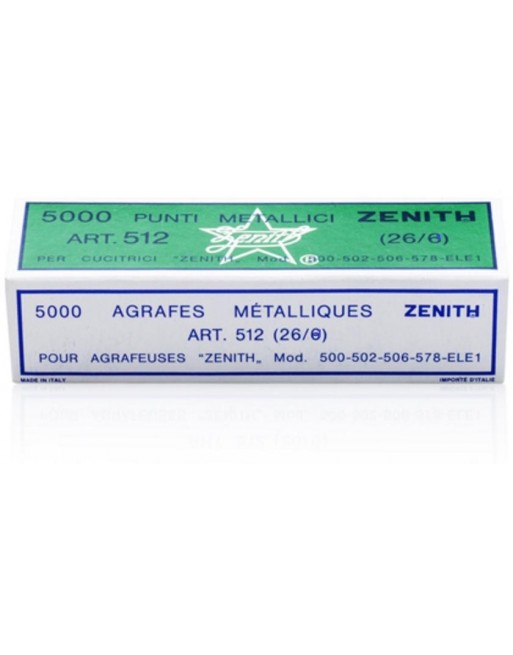 5000 PUNTI METALLICI ZENITH
ART. 512 Zenith (26/6)
PER CUCITRICI "ZENITH„ Mod. 500-502-506-578-ELE1
5000 AGRAFES MÉTALLIQUES ZENITH
ART. 512 (26/6)
POUR AGRAFEUSES "ZENITH„ Mod. 500-502-506-578-ELE1
MADE IN ITALY IMPORTÉ D'ITALIE